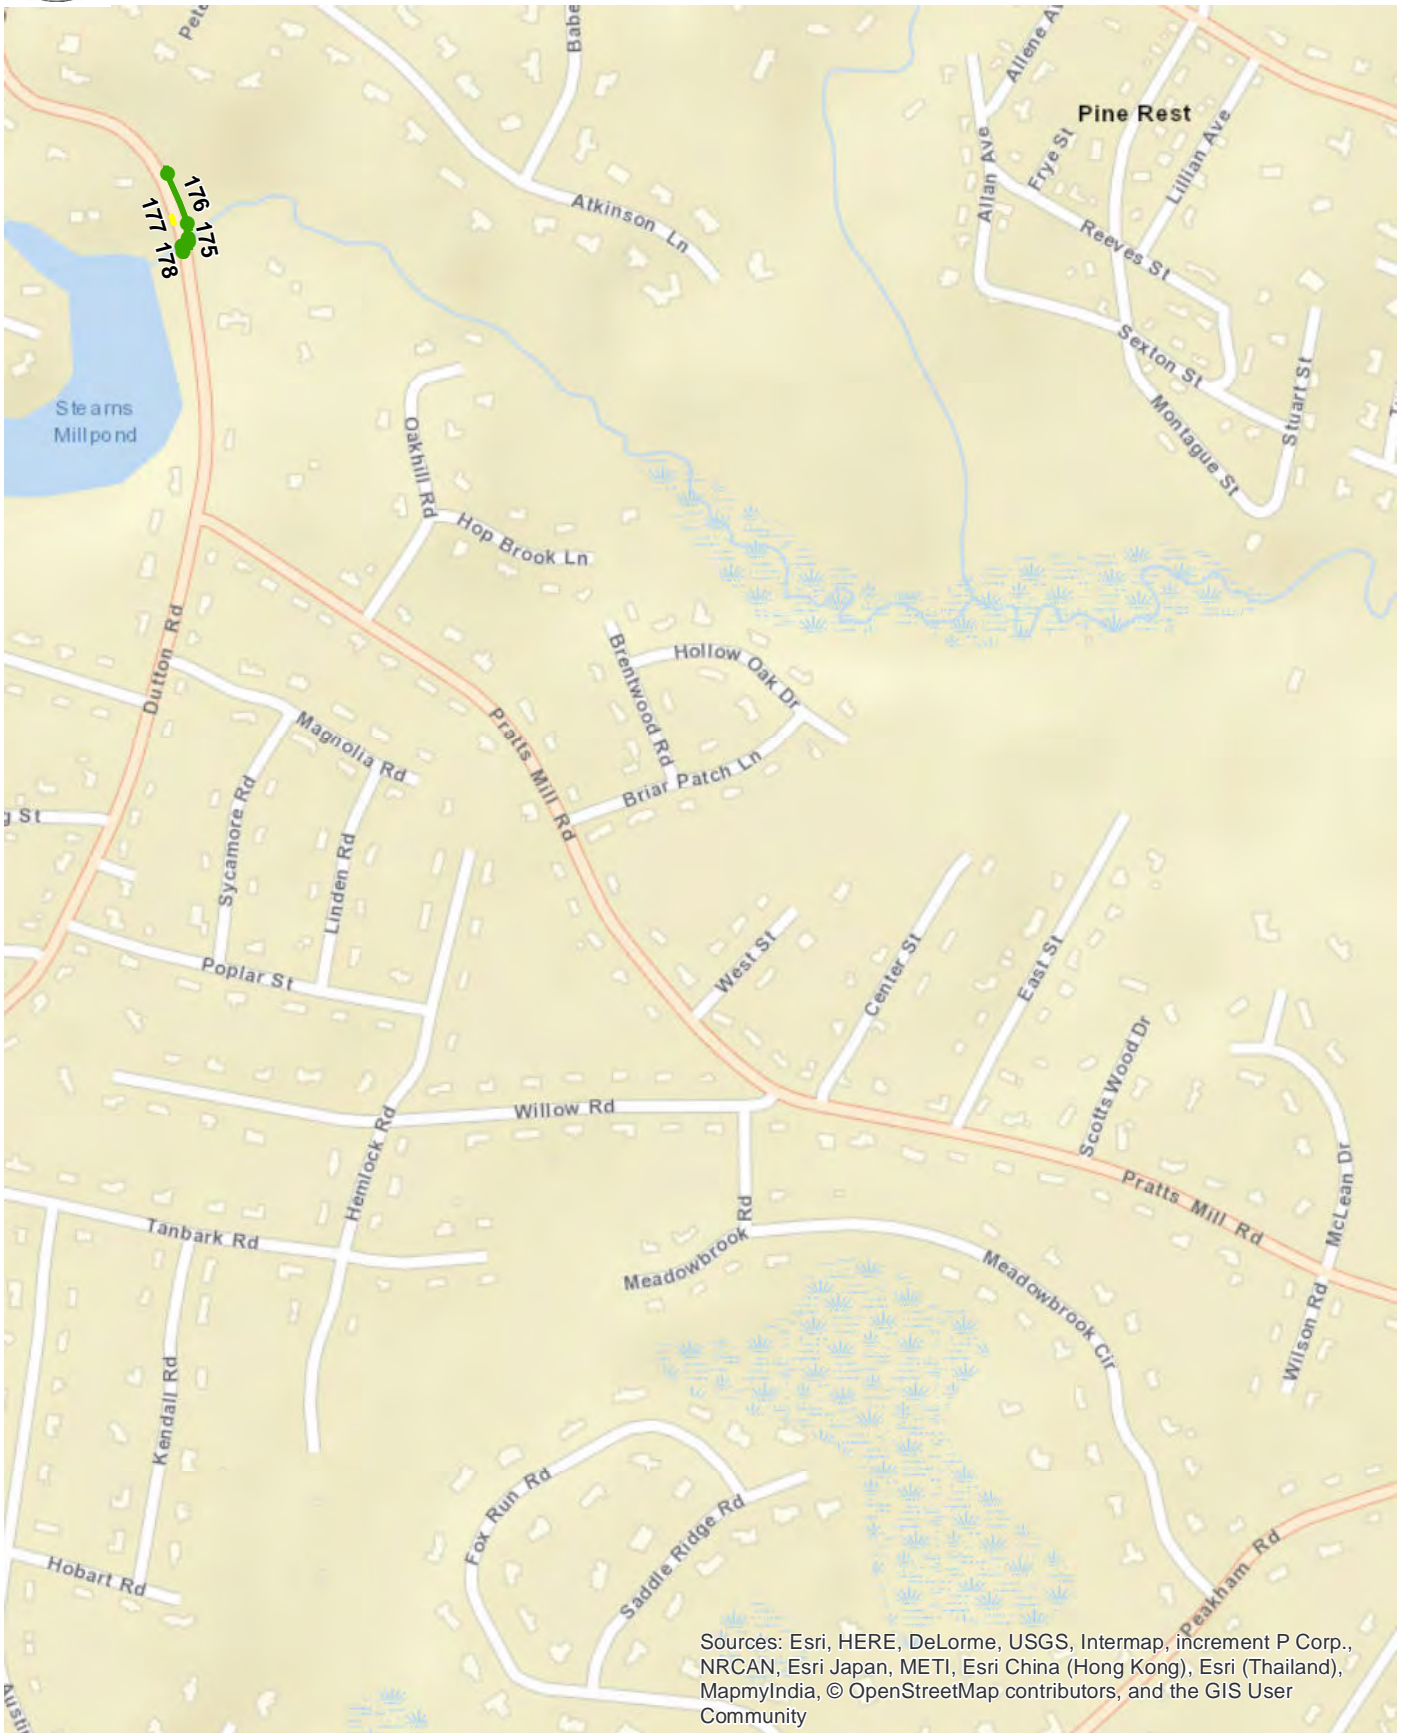 Pete
Babe
Allene Av
Pine Rest
Allan Ave
Frye St
Lillian Ave
176
177
175
178
Atkinson Ln
Reeves St
Sexton St
Stuart St
Montague St
Stearns
Millpond
Oakhill Rd
Hop Brook Ln
Dutton Rd
Brentwood Rd
Hollow Oak Dr
Magnolia Rd
Pratts Mill Rd
Briar Patch Ln
g St
Sycamore Rd
Linden Rd
Poplar St
West St
Center St
East St
Scotts Wood Dr
Willow Rd
Hemlock Rd
McLean Dr
Pratts Mill Rd
Tanbark Rd
Meadowbrook Rd
Meadowbrook Cir
Wilson Rd
Kendall Rd
Fox Run Rd
Saddle Ridge Rd
Hobart Rd
Peakham Rd
Austi
Sources: Esri, HERE, DeLorme, USGS, Intermap, increment P Corp.,
NRCAN, Esri Japan, METI, Esri China (Hong Kong), Esri (Thailand),
MapmyIndia, © OpenStreetMap contributors, and the GIS User
Community